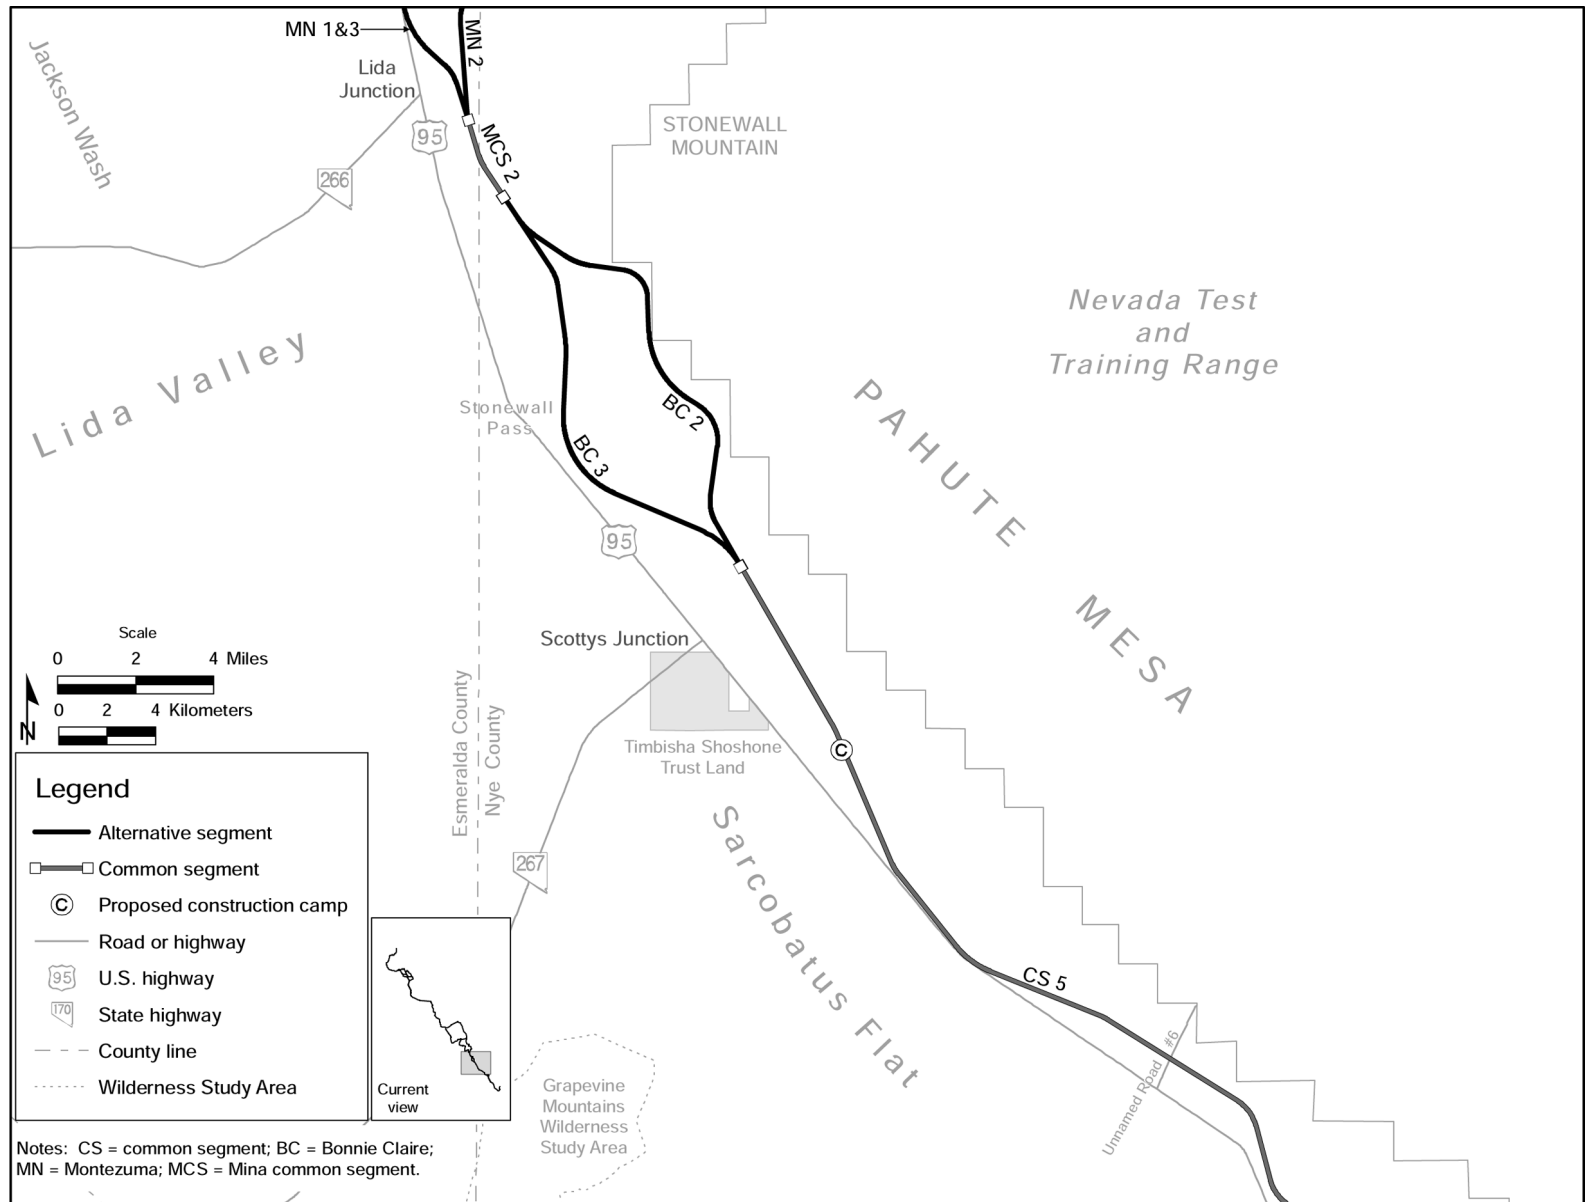 MN 1&3
MN 2
Jackson Wash
Lida
Junction
95
MCS 2
STONEWALL
MOUNTAIN
266
Nevada Test
and
Training Range
Lida Valley
Stonewall
Pass
BC 2
BC 3
PAHUTE MESA
95
Scottys Junction
Scale
0 2 4 Miles
0 2 4 Kilometers
N
Esmeralda County
Nye County
Timbisha Shoshone
Trust Land
C
Legend
Alternative segment
Common segment
C Proposed construction camp
Road or highway
95 U.S. highway
170 State highway
County line
Wilderness Study Area
267
Sarcobatus Flat
CS 5
Unnamed Road #6
Current
view
Grapevine
Mountains
Wilderness
Study Area
Notes: CS = common segment; BC = Bonnie Claire;
MN = Montezuma; MCS = Mina common segment.